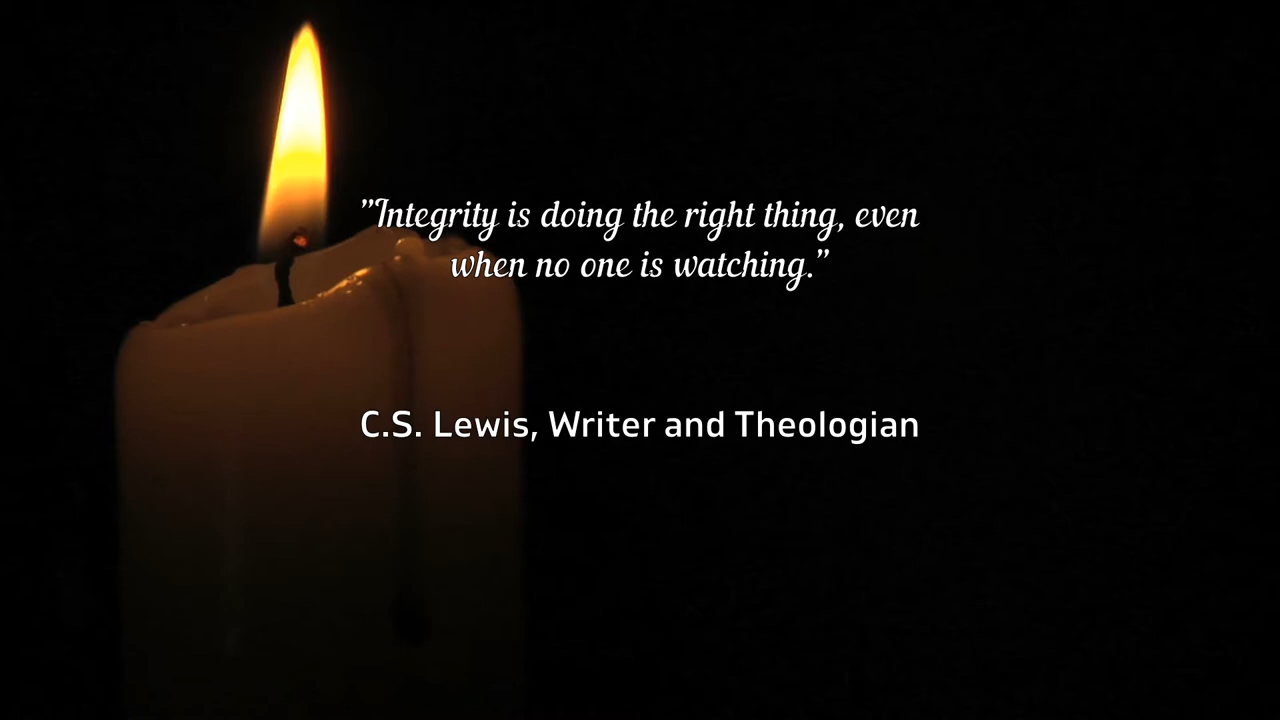 ”Integrity is doing the right thing, even
when no one is watching.”
C.S. Lewis, Writer and Theologian